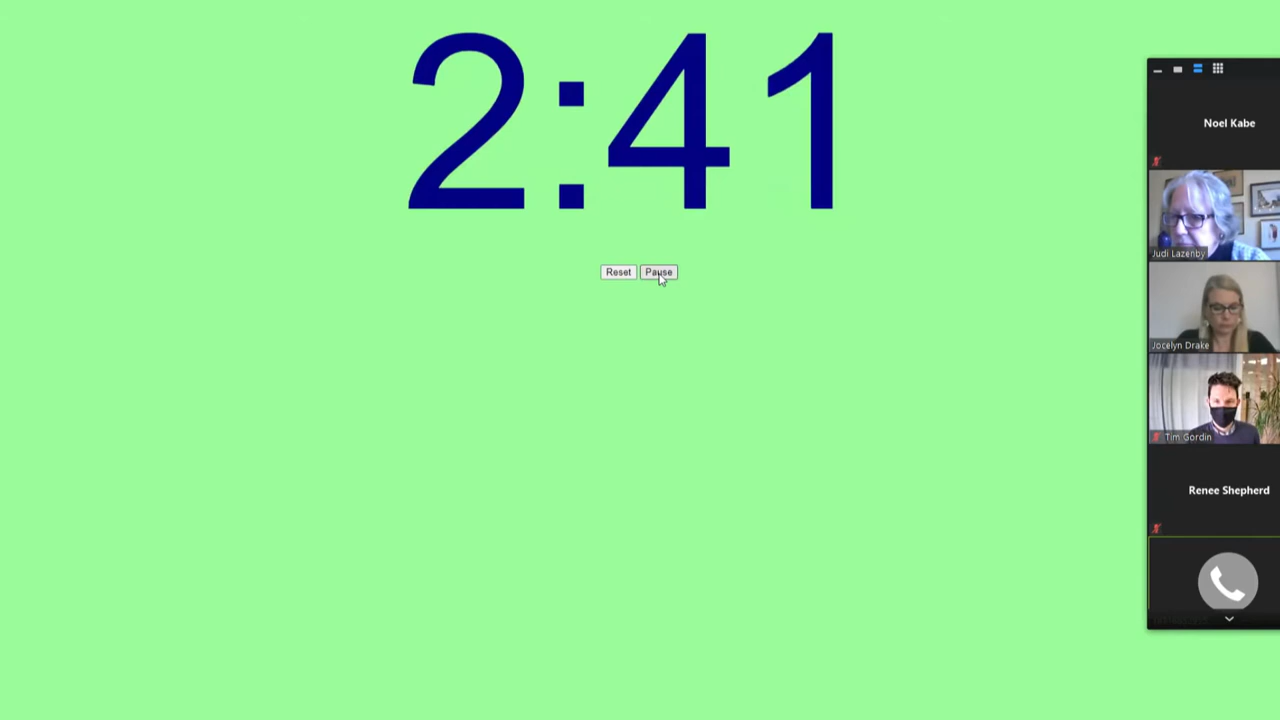 2:41
Reset Pause
Noel Kabe
Judi Lazenby
Jocelyn Drake
Tim Gordin
Renee Shepherd